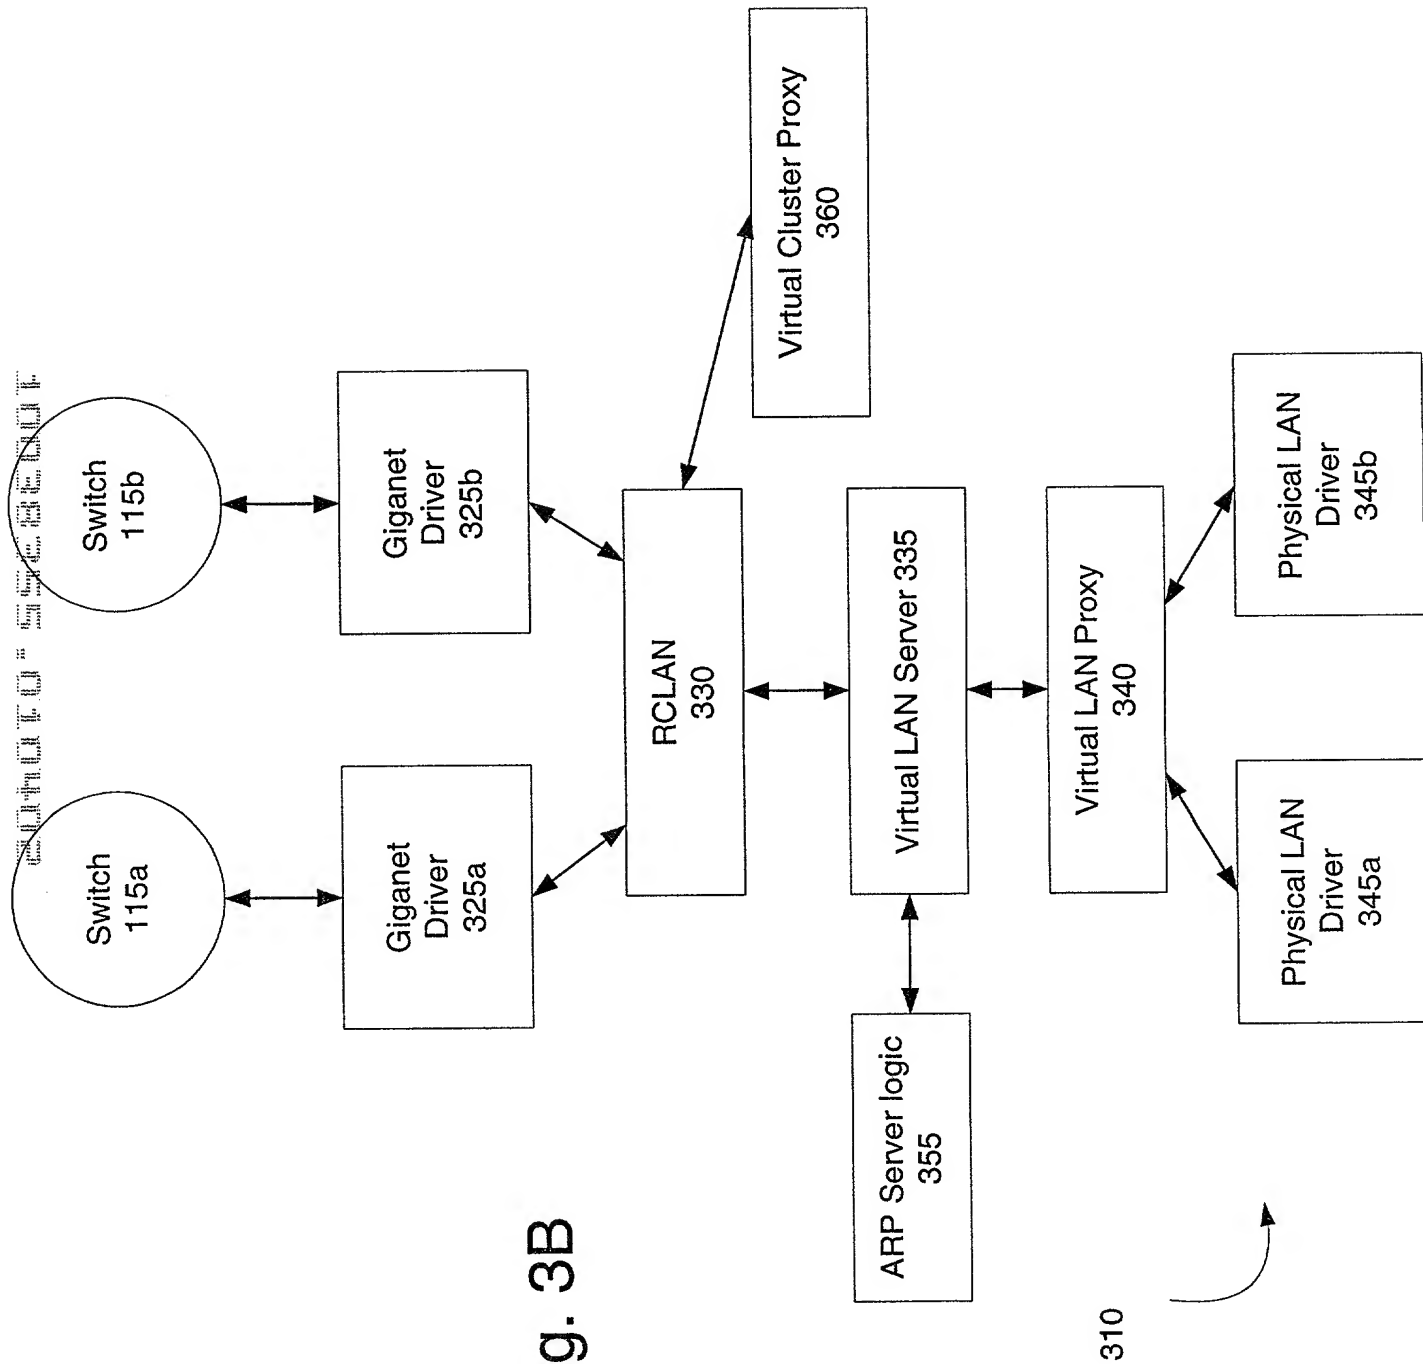 Switch
115a
Switch
115b
Giganet
Driver
325a
Giganet
Driver
325b
RCLAN
330
Virtual Cluster Proxy
360
ARP Server logic
355
Virtual LAN Server 335
Virtual LAN Proxy
340
Physical LAN
Driver
345a
Physical LAN
Driver
345b
g. 3B
310